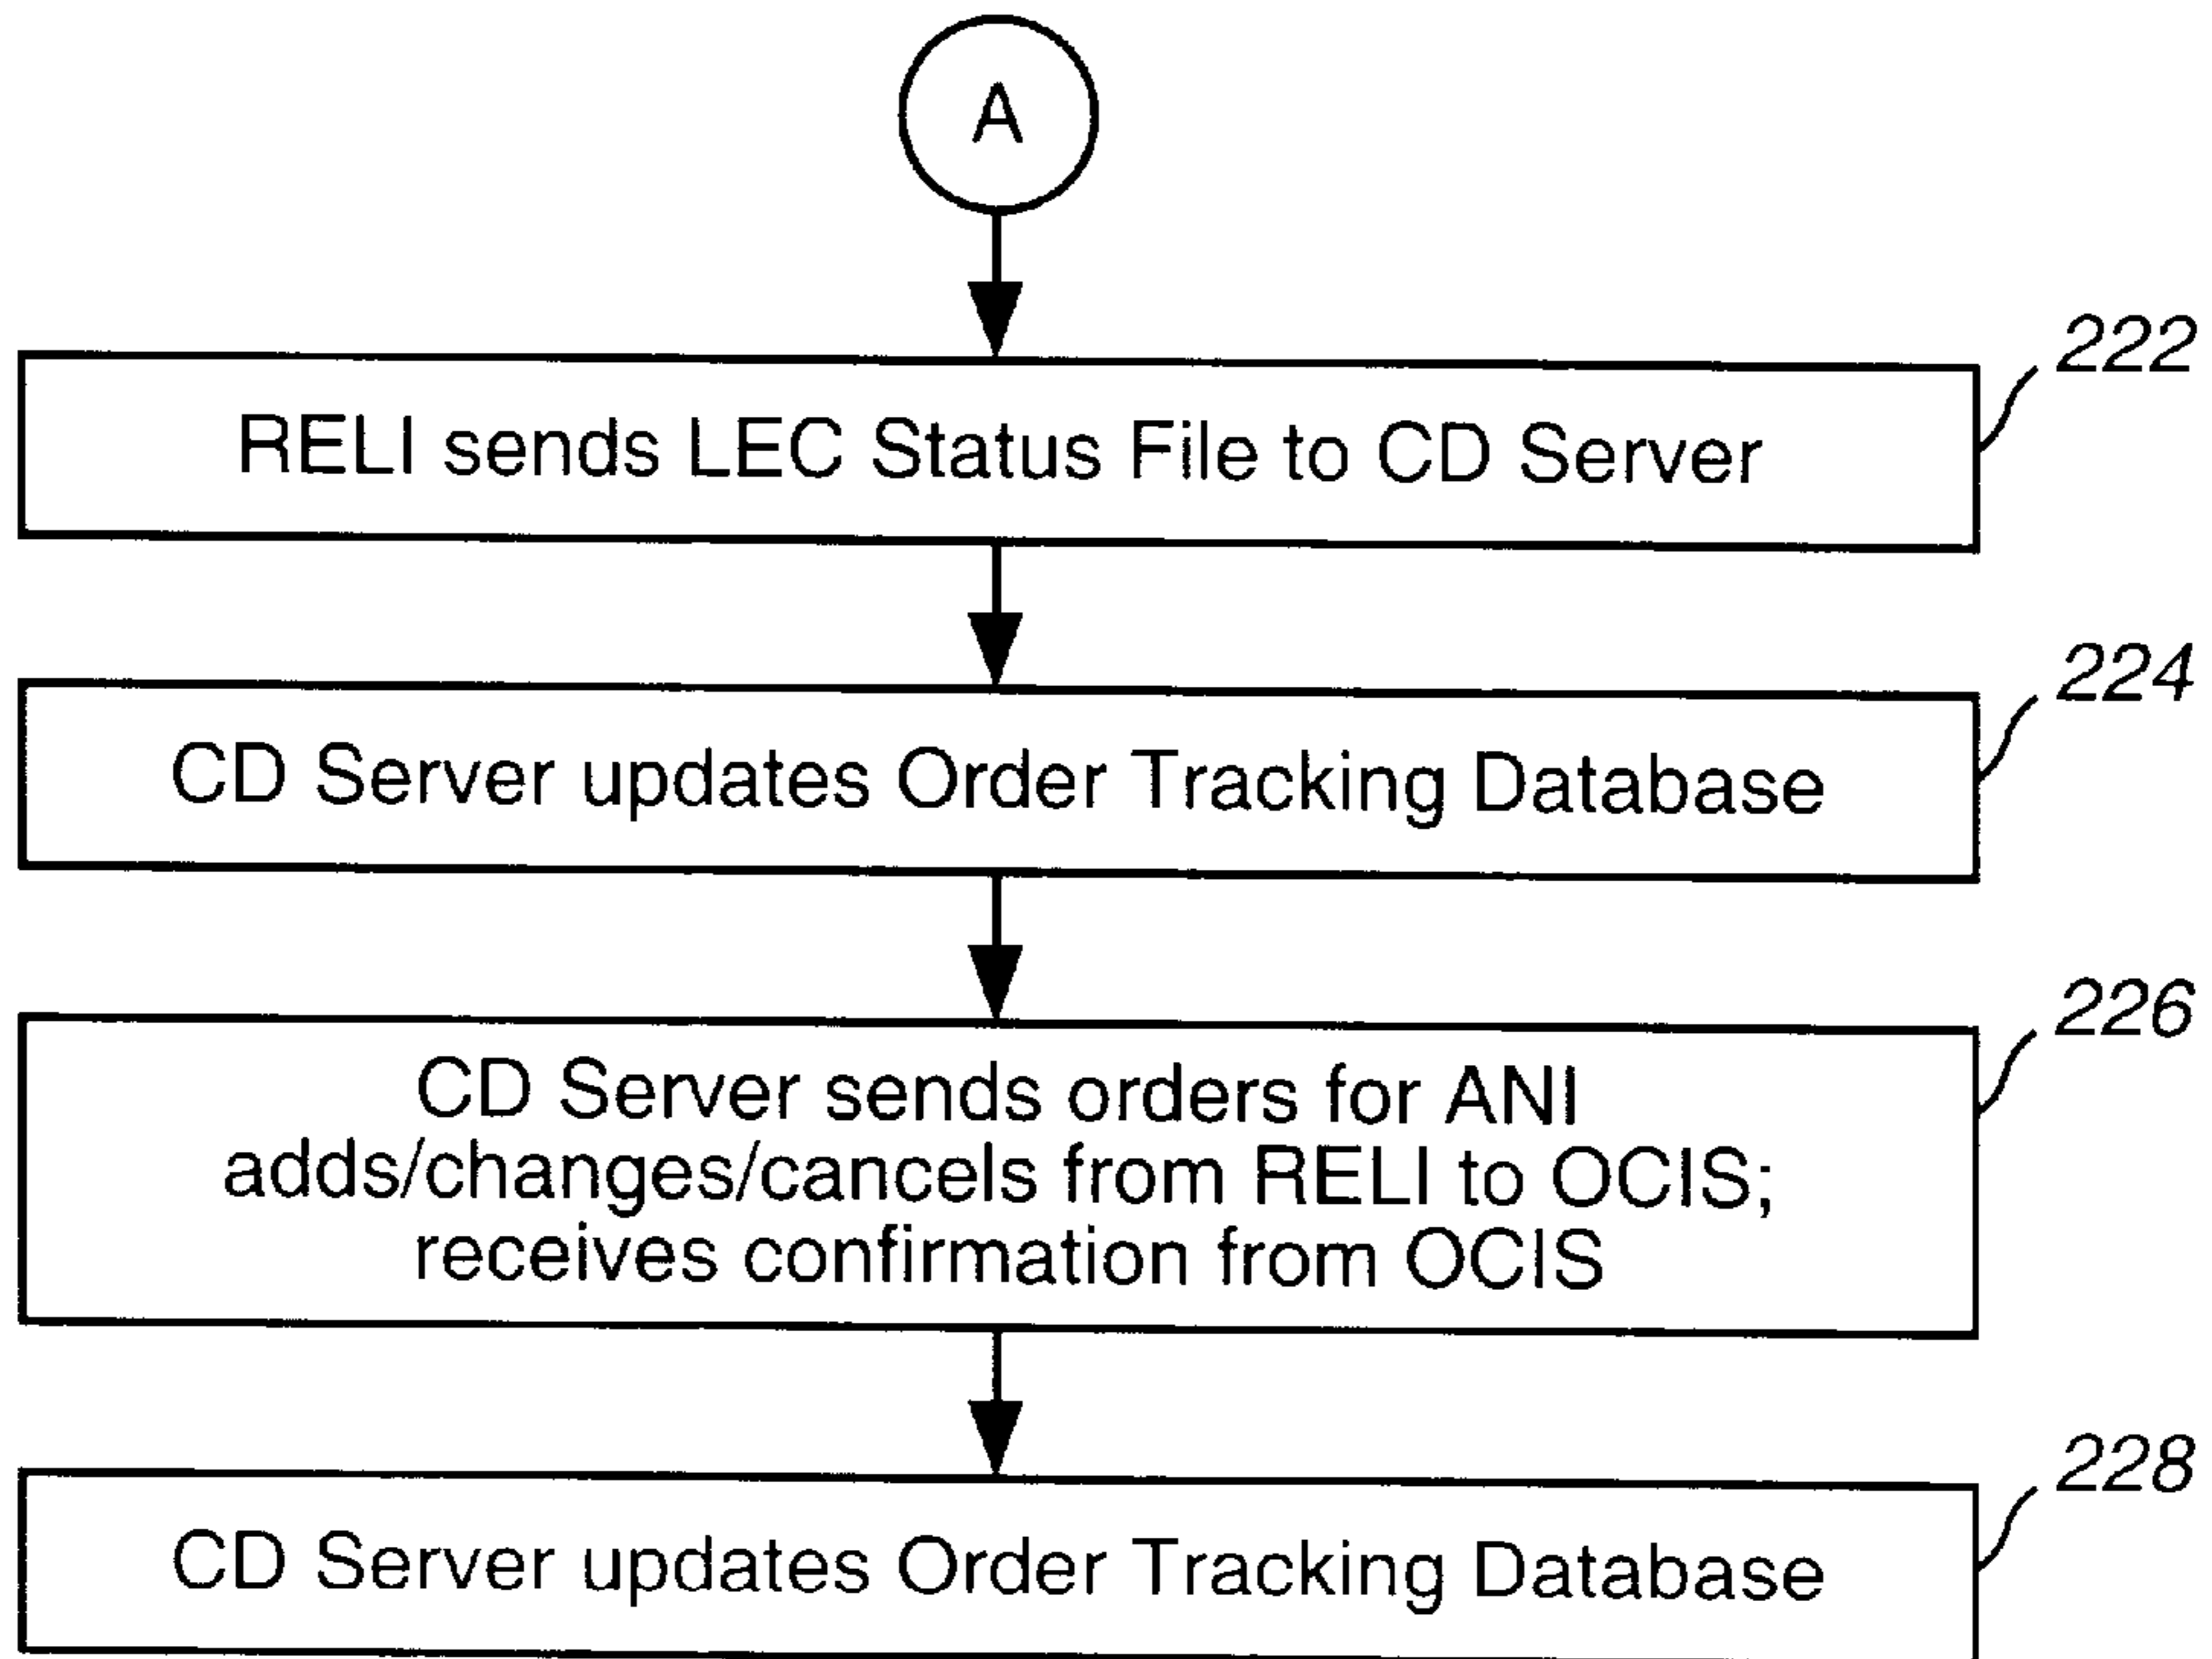 A
222
RELI sends LEC Status File to CD Server
224
CD Server updates Order Tracking Database
226
CD Server sends orders for ANI
adds/changes/cancels from RELI to OCIS;
receives confirmation from OCIS
228
CD Server updates Order Tracking Database